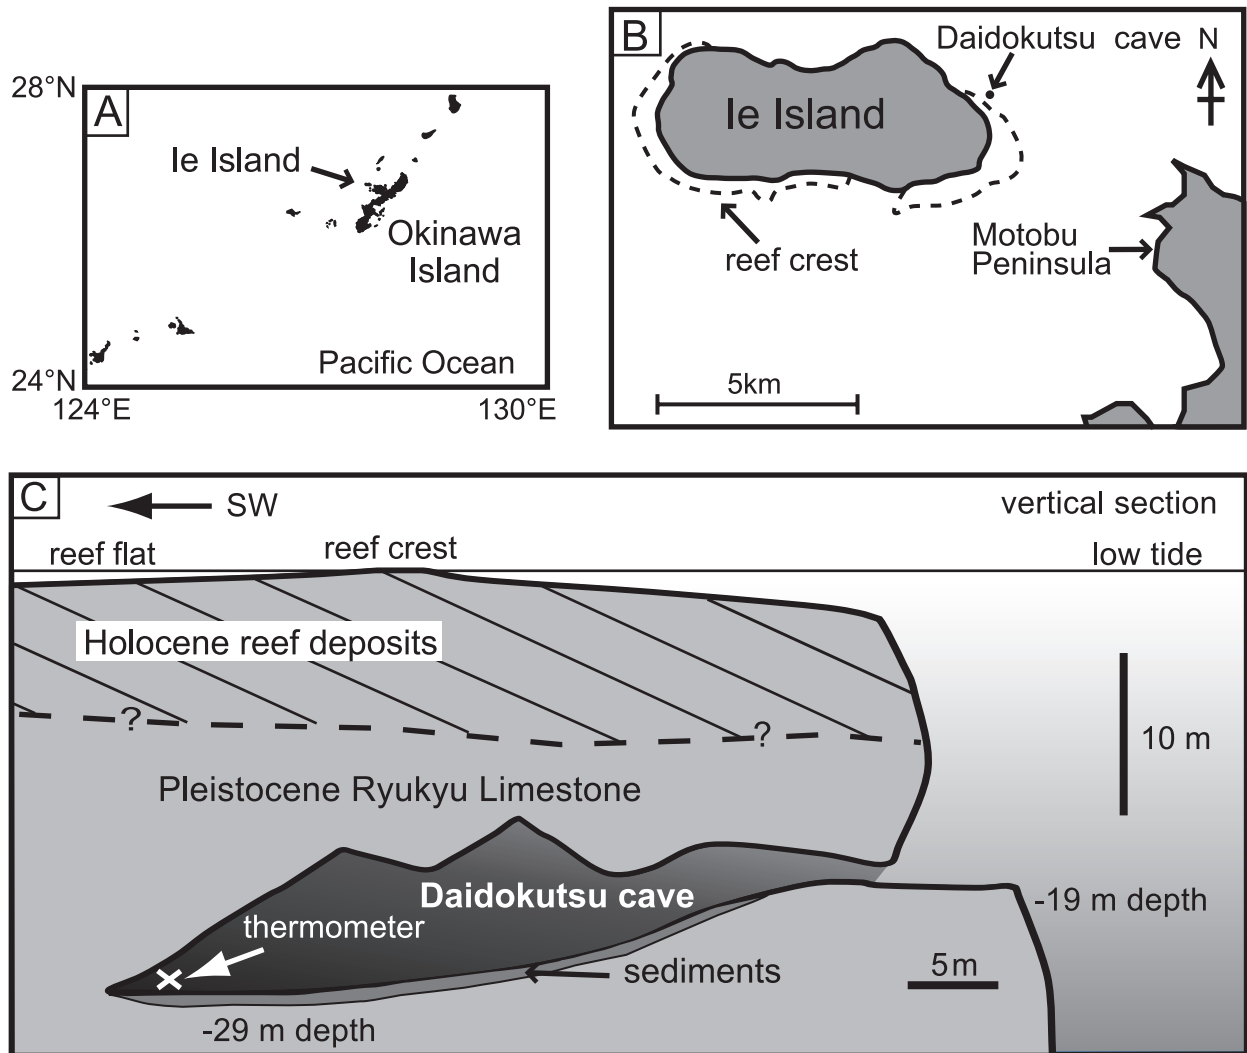 28°N
A
Ie Island
Okinawa
Island
Pacific Ocean
24°N
124°E
130°E
B
Daidokutsu cave
N
Ie Island
reef crest
Motobu
Peninsula
5km
C
SW
vertical section
reef flat
reef crest
low tide
Holocene reef deposits
?
?
10 m
Pleistocene Ryukyu Limestone
Daidokutsu cave
-19 m depth
thermometer
sediments
5m
-29 m depth